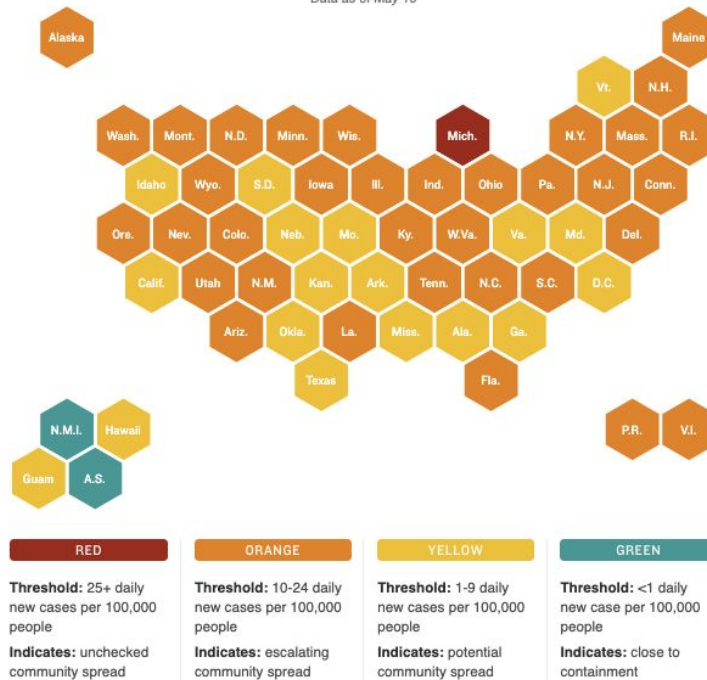 Data as of May 10
Alaska
Maine
Vt.
N.H.
Wash.
Mont.
N.D.
Minn.
Wis.
Mich.
N.Y.
Mass.
R.I.
Idaho
Wyo.
S.D.
Iowa
Ill.
Ind.
Ohio
Pa.
N.J.
Conn.
Ore.
Nev.
Colo.
Neb.
Mo.
Ky.
W.Va.
Va.
Md.
Del.
Calif.
Utah
N.M.
Kan.
Ark.
Tenn.
N.C.
S.C.
D.C.
Ariz.
Okla.
La.
Miss.
Ala.
Ga.
Texas
Fla.
N.M.I.
Hawaii
P.R.
V.I.
Guam
A.S.
RED
Threshold: 25+ daily
new cases per 100,000
people
Indicates: unchecked
community spread
ORANGE
Threshold: 10-24 daily
new cases per 100,000
people
Indicates: escalating
community spread
YELLOW
Threshold: 1-9 daily
new cases per 100,000
people
Indicates: potential
community spread
GREEN
Threshold: <1 daily
new case per 100,000
people
Indicates: close to
containment